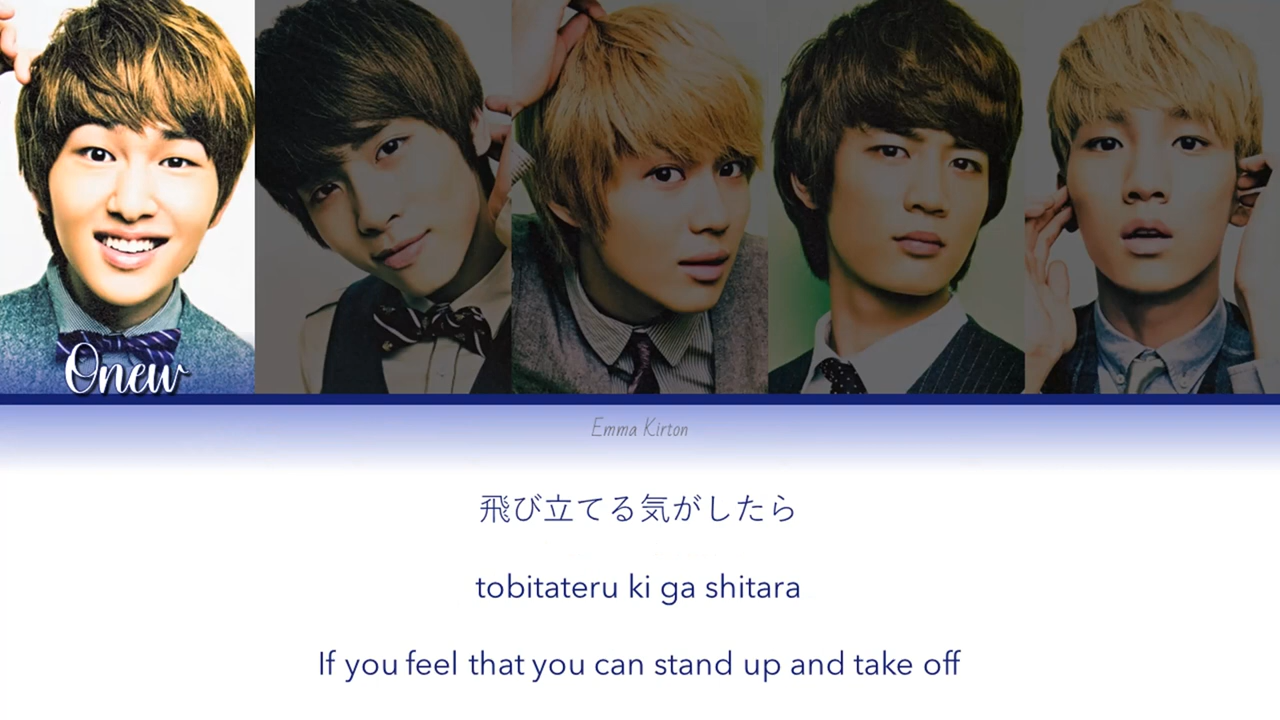 Onew
Emma Kirton
飛び立てる気がしたら
tobitateru ki ga shitara
If you feel that you can stand up and take off